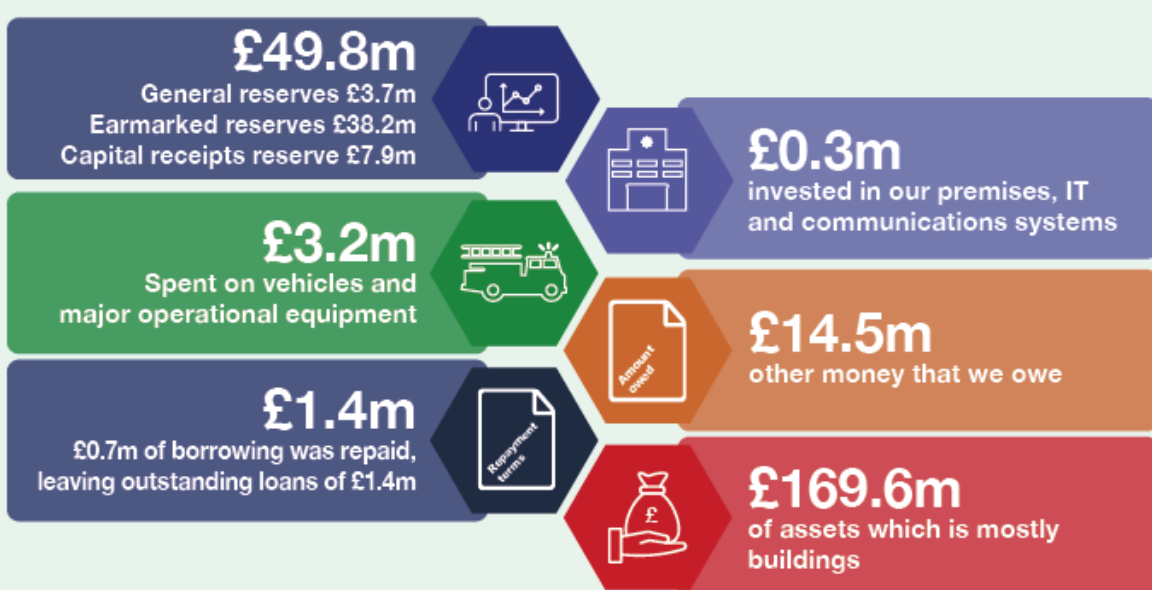 £49.8m
General reserves £3.7m
Earmarked reserves £38.2m
Capital receipts reserve £7.9m
£0.3m
invested in our premises, IT
and communications systems
£3.2m
Spent on vehicles and
major operational equipment
Amount
owed
£14.5m
other money that we owe
£1.4m
£0.7m of borrowing was repaid,
leaving outstanding loans of £1.4m
Repayment
terms
£
£169.6m
of assets which is mostly
buildings